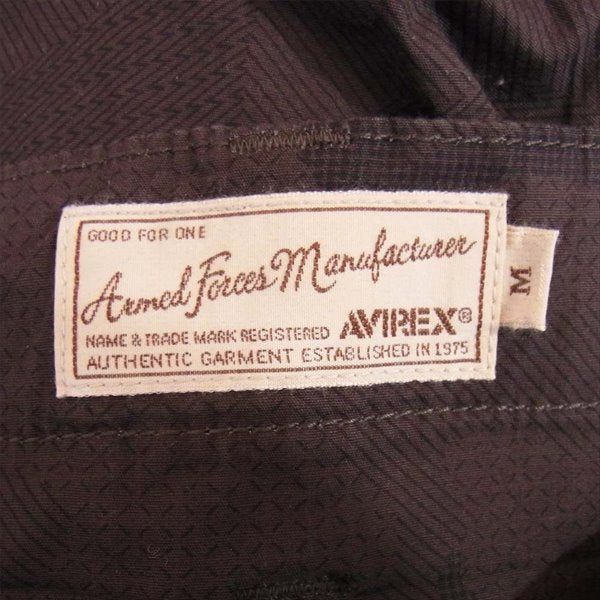 GOOD FOR ONE
Armed Forces Manufacturer
NAME & TRADE MARK REGISTERED AVIREX®
AUTHENTIC GARMENT ESTABLISHED IN 1975
M